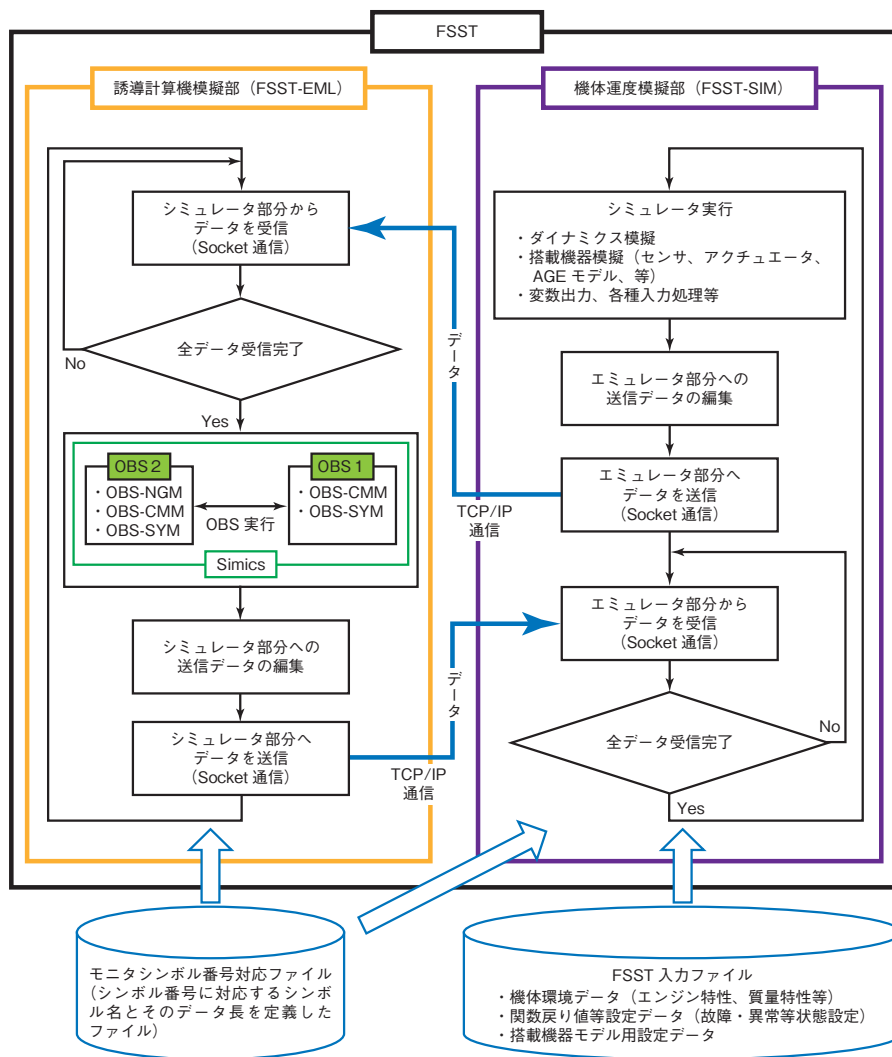 FSST
誘導計算機模擬部（FSST-EML）
シミュレータ部分から
データを受信
(Socket 通信)
全データ受信完了
No
Yes
OBS 2
・OBS-NGM
・OBS-CMM
・OBS-SYM
OBS 実行
OBS 1
・OBS-CMM
・OBS-SYM
Simics
シミュレータ部分への
送信データの編集
シミュレータ部分へ
データを送信
(Socket 通信)
データ
TCP/IP
通信
データ
TCP/IP
通信
機体運度模擬部（FSST-SIM）
シミュレータ実行
・ダイナミクス模擬
・搭載機器模擬（センサ、アクチュエータ、
AGE モデル、等）
・変数出力、各種入力処理等
エミュレータ部分への
送信データの編集
エミュレータ部分へ
データを送信
(Socket 通信)
エミュレータ部分から
データを受信
(Socket 通信)
全データ受信完了
No
Yes
モニタシンボル番号対応ファイル
(シンボル番号に対応するシンボ
ル名とそのデータ長を定義した
ファイル)
FSST 入力ファイル
・機体環境データ（エンジン特性、質量特性等）
・関数戻り値等設定データ（故障・異常等状態設定）
・搭載機器モデル用設定データ